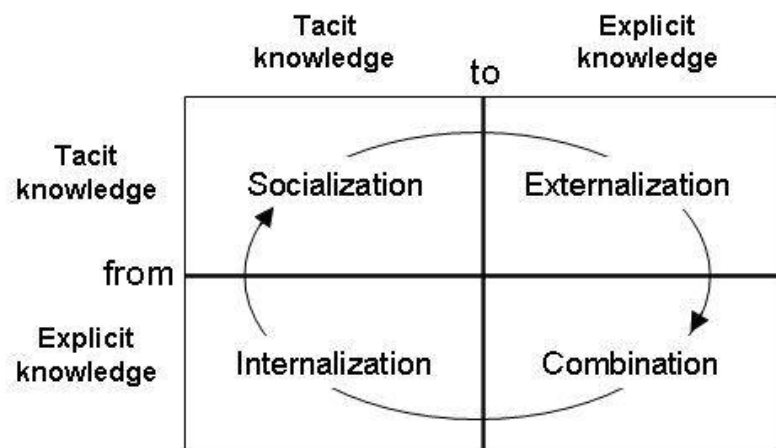 Tacit
knowledge
to
Explicit
knowledge
Tacit
knowledge
Socialization
Externalization
from
Explicit
knowledge
Internalization
Combination